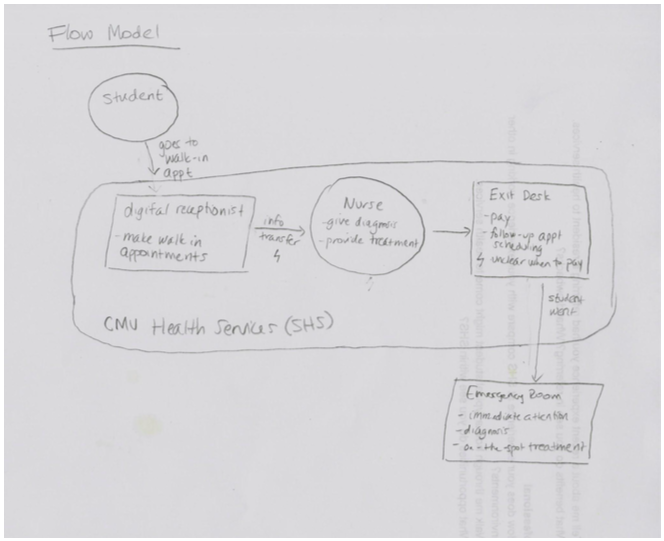 Flow Model
Student
goes to
walk-in
appt
digital receptionist
-make walk in
appointments
info
transfer
Nurse
-give diagnosis
-provide treatment
Exit Desk
-pay
-follow-up appt
scheduling
unclear when to pay
CMU Health Services (SHS)
student
went
Emergency Room
- immediate attention
- diagnosis
- on-the-spot treatment